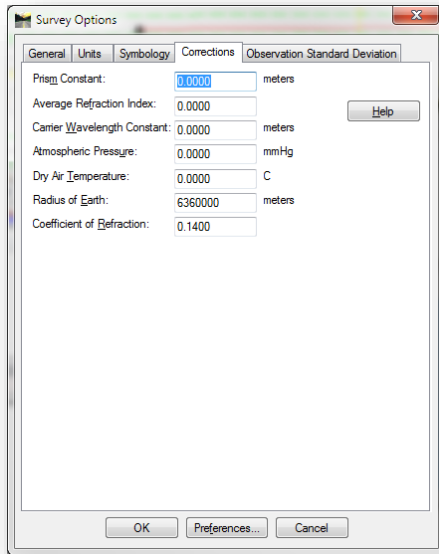 Survey Options
General Units Symbology Corrections Observation Standard Deviation
Prism Constant: 0.0000 meters
Average Refraction Index: 0.0000
Help
Carrier Wavelength Constant: 0.0000 meters
Atmospheric Pressure: 0.0000 mmHg
Dry Air Temperature: 0.0000 C
Radius of Earth: 6360000 meters
Coefficient of Refraction: 0.1400
OK Preferences... Cancel